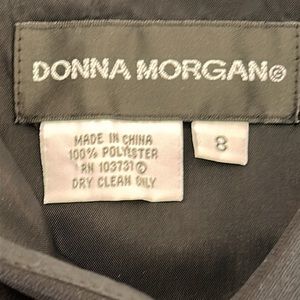 DONNA MORGAN®
MADE IN CHINA
100% POLYESTER
RN 103731 ©
DRY CLEAN ONLY
8